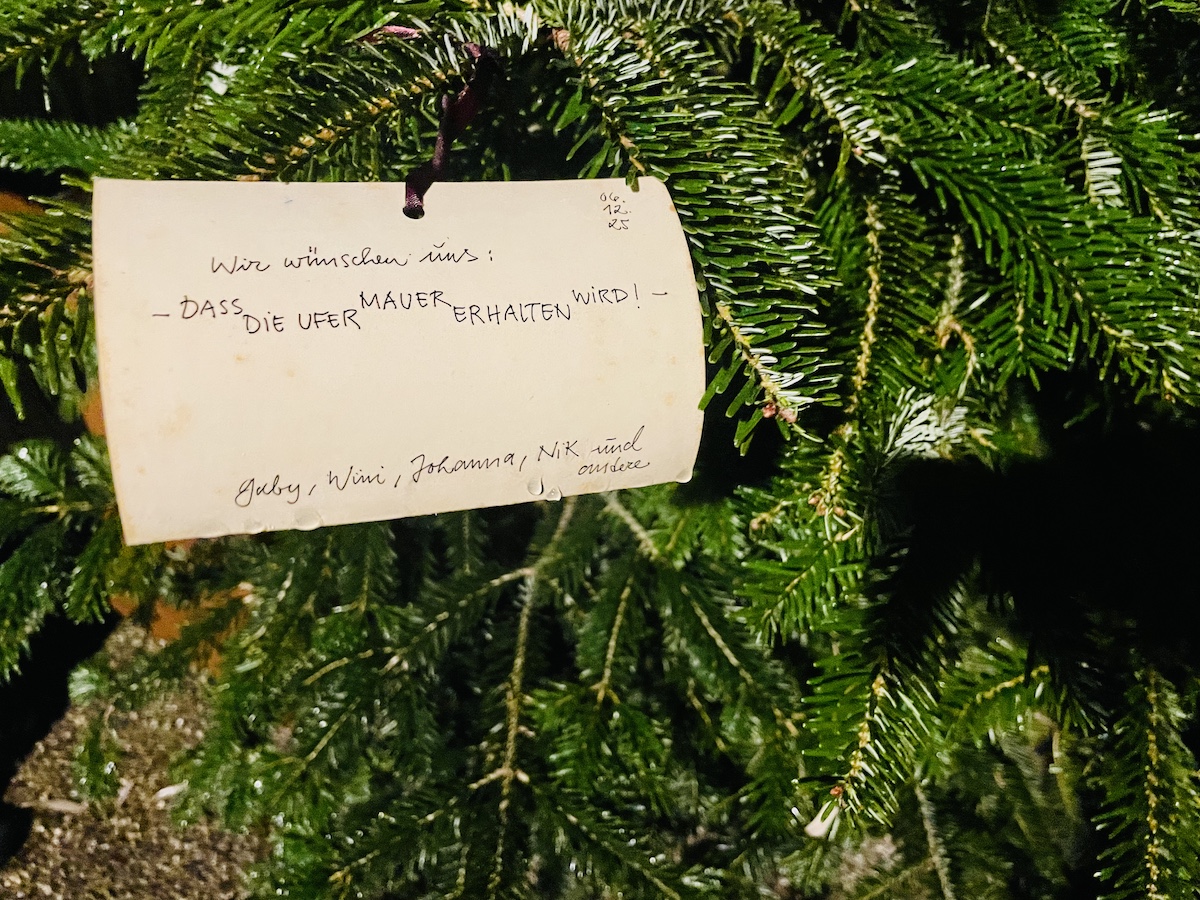 06.
12.
25
Wir wünschen uns:
- DASS DIE UFER MAUER ERHALTEN WIRD! -
Gaby, Wini, Johanna, Nik und
andere